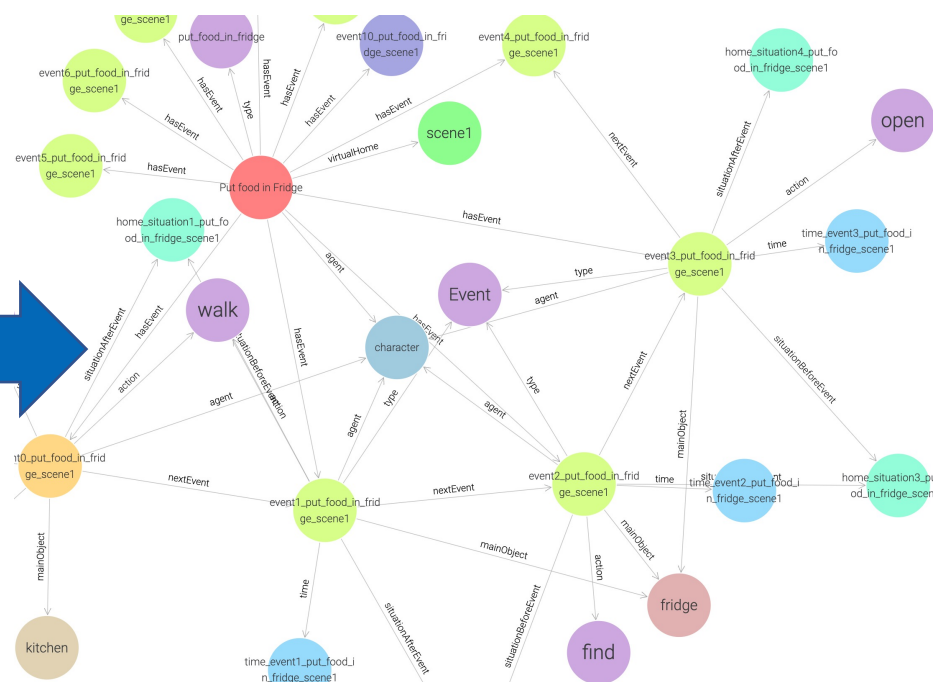 ge_scene1
put_food_in_fridge
event10_put_food_in_fri
dge_scene1
event4_put_food_in_frid
ge_scene1
home_situation4_put_fo
od_in_fridge_scene1
event6_put_food_in_frid
ge_scene1
hasEvent
hasEvent
hasEvent
type
hasEvent
hasEvent
hasEvent
nextEvent
situationAfterEvent
open
scene1
virtualHome
event5_put_food_in_frid
ge_scene1
hasEvent
Put food in Fridge
action
home_situation1_put_fo
od_in_fridge_scene1
hasEvent
time_event3_put_food_i
n_fridge_scene1
time
event3_put_food_in_frid
ge_scene1
agent
type
agent
Event
walk
situationAfterEvent
hasEvent
hasEvent
hasEvent
character
uationBeforeEvent
action
action
agent
type
agent
type
agent
nextEvent
situationBeforeEvent
mainObject
nt0_put_food_in_frid
ge_scene1
nextEvent
event1_put_food_in_frid
ge_scene1
nextEvent
event2_put_food_in_frid
ge_scene1
time
time_event2_put_food_i
n_fridge_scene1
home_situation3_pu
od_in_fridge_scen
mainObject
mainObject
mainObject
action
fridge
time
situationAfterEvent
situationBeforeEvent
kitchen
find
time_event1_put_food_i
n_fridge_scene1